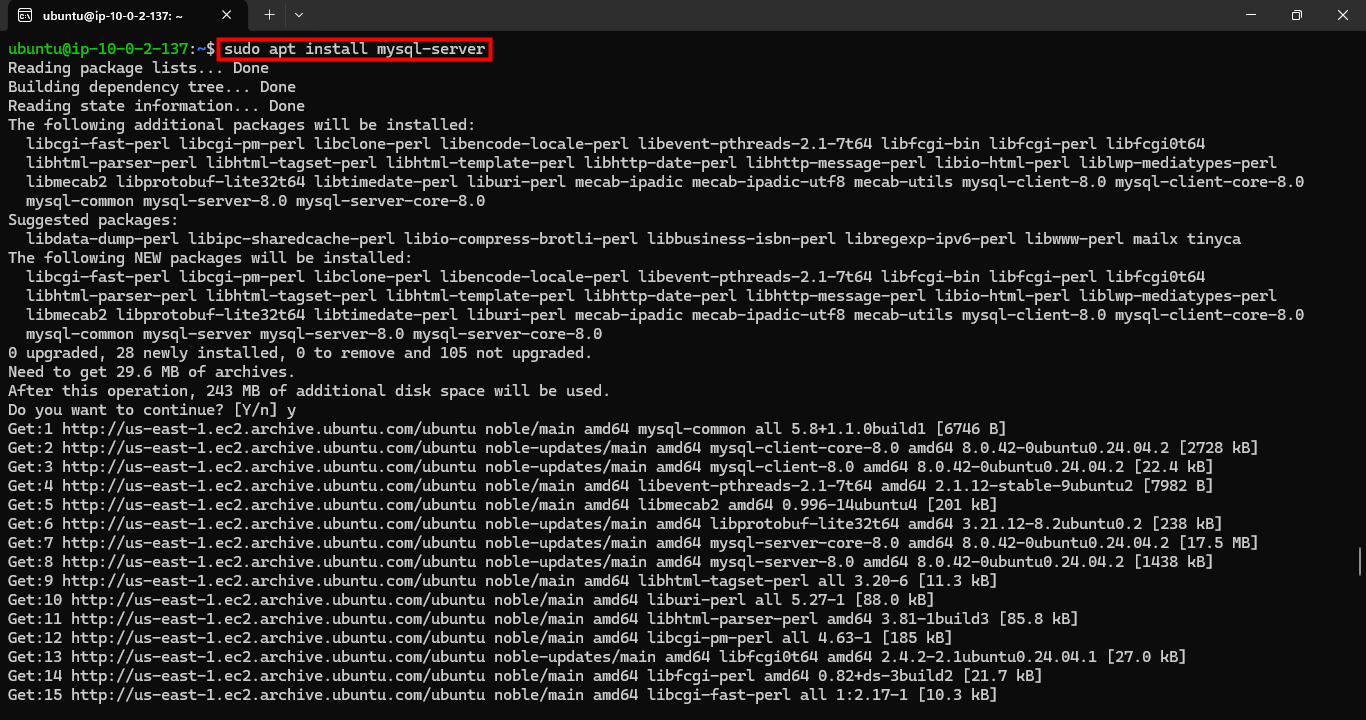 ubuntu@ip-10-0-2-137: ~
ubuntu@ip-10-0-2-137:~$ sudo apt install mysql-server
Reading package lists... Done
Building dependency tree... Done
Reading state information... Done
The following additional packages will be installed:
  libcgi-fast-perl libcgi-pm-perl libclone-perl libencode-locale-perl libevent-pthreads-2.1-7t64 libfcgi-bin libfcgi-perl libfcgi0t64
  libhtml-parser-perl libhtml-tagset-perl libhtml-template-perl libhttp-date-perl libhttp-message-perl libio-html-perl liblwp-mediatypes-perl
  libmecab2 libprotobuf-lite32t64 libtimedate-perl liburi-perl mecab-ipadic mecab-ipadic-utf8 mecab-utils mysql-client-8.0 mysql-client-core-8.0
  mysql-common mysql-server-8.0 mysql-server-core-8.0
Suggested packages:
  libdata-dump-perl libipc-sharedcache-perl libio-compress-brotli-perl libbusiness-isbn-perl libregexp-ipv6-perl libwww-perl mailx tinyca
The following NEW packages will be installed:
  libcgi-fast-perl libcgi-pm-perl libclone-perl libencode-locale-perl libevent-pthreads-2.1-7t64 libfcgi-bin libfcgi-perl libfcgi0t64
  libhtml-parser-perl libhtml-tagset-perl libhtml-template-perl libhttp-date-perl libhttp-message-perl libio-html-perl liblwp-mediatypes-perl
  libmecab2 libprotobuf-lite32t64 libtimedate-perl liburi-perl mecab-ipadic mecab-ipadic-utf8 mecab-utils mysql-client-8.0 mysql-client-core-8.0
  mysql-common mysql-server mysql-server-8.0 mysql-server-core-8.0
0 upgraded, 28 newly installed, 0 to remove and 105 not upgraded.
Need to get 29.6 MB of archives.
After this operation, 243 MB of additional disk space will be used.
Do you want to continue? [Y/n] y
Get:1 http://us-east-1.ec2.archive.ubuntu.com/ubuntu noble/main amd64 mysql-common all 5.8+1.1.0build1 [6746 B]
Get:2 http://us-east-1.ec2.archive.ubuntu.com/ubuntu noble-updates/main amd64 mysql-client-core-8.0 amd64 8.0.42-0ubuntu0.24.04.2 [2728 kB]
Get:3 http://us-east-1.ec2.archive.ubuntu.com/ubuntu noble-updates/main amd64 mysql-client-8.0 amd64 8.0.42-0ubuntu0.24.04.2 [22.4 kB]
Get:4 http://us-east-1.ec2.archive.ubuntu.com/ubuntu noble/main amd64 libevent-pthreads-2.1-7t64 amd64 2.1.12-stable-9ubuntu2 [7982 B]
Get:5 http://us-east-1.ec2.archive.ubuntu.com/ubuntu noble/main amd64 libmecab2 amd64 0.996-14ubuntu4 [201 kB]
Get:6 http://us-east-1.ec2.archive.ubuntu.com/ubuntu noble-updates/main amd64 libprotobuf-lite32t64 amd64 3.21.12-8.2ubuntu0.2 [238 kB]
Get:7 http://us-east-1.ec2.archive.ubuntu.com/ubuntu noble-updates/main amd64 mysql-server-core-8.0 amd64 8.0.42-0ubuntu0.24.04.2 [17.5 MB]
Get:8 http://us-east-1.ec2.archive.ubuntu.com/ubuntu noble-updates/main amd64 mysql-server-8.0 amd64 8.0.42-0ubuntu0.24.04.2 [1438 kB]
Get:9 http://us-east-1.ec2.archive.ubuntu.com/ubuntu noble/main amd64 libhtml-tagset-perl all 3.20-6 [11.3 kB]
Get:10 http://us-east-1.ec2.archive.ubuntu.com/ubuntu noble/main amd64 liburi-perl all 5.27-1 [88.0 kB]
Get:11 http://us-east-1.ec2.archive.ubuntu.com/ubuntu noble/main amd64 libhtml-parser-perl amd64 3.81-1build3 [85.8 kB]
Get:12 http://us-east-1.ec2.archive.ubuntu.com/ubuntu noble/main amd64 libcgi-pm-perl all 4.63-1 [185 kB]
Get:13 http://us-east-1.ec2.archive.ubuntu.com/ubuntu noble-updates/main amd64 libfcgi0t64 amd64 2.4.2-2.1ubuntu0.24.04.1 [27.0 kB]
Get:14 http://us-east-1.ec2.archive.ubuntu.com/ubuntu noble/main amd64 libfcgi-perl amd64 0.82+ds-3build2 [21.7 kB]
Get:15 http://us-east-1.ec2.archive.ubuntu.com/ubuntu noble/main amd64 libcgi-fast-perl all 1:2.17-1 [10.3 kB]